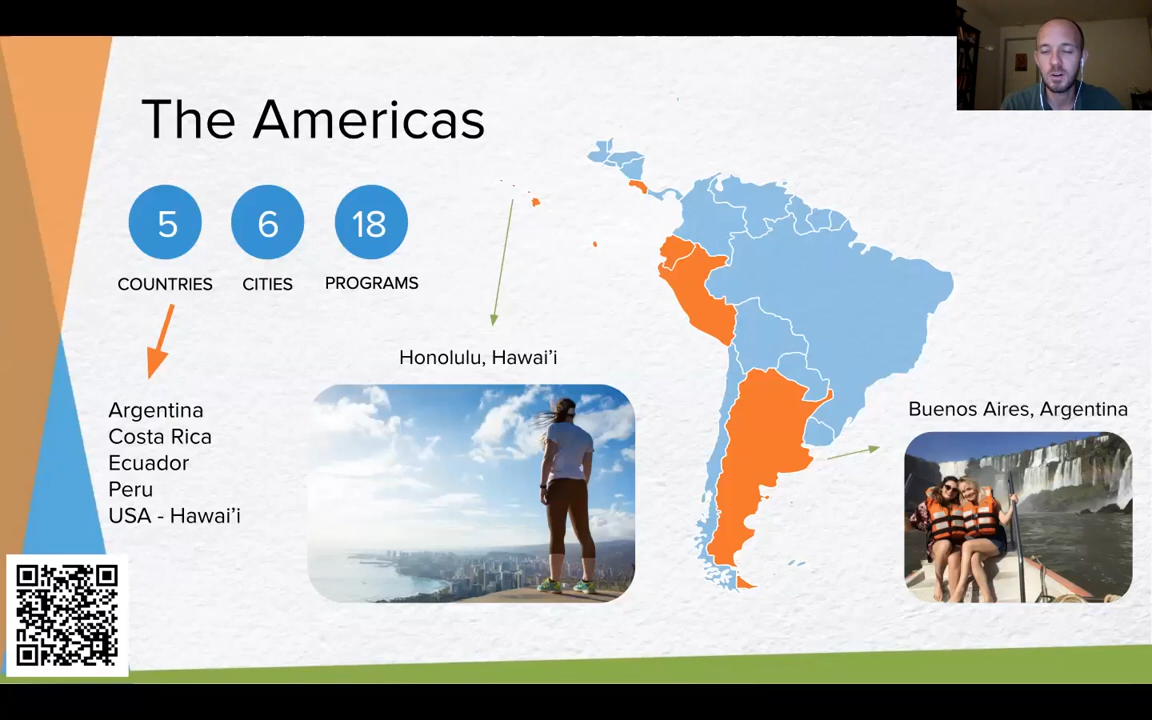 The Americas
5
6
18
COUNTRIES
CITIES
PROGRAMS
Argentina
Costa Rica
Ecuador
Peru
USA - Hawai'i
Honolulu, Hawai'i
Buenos Aires, Argentina